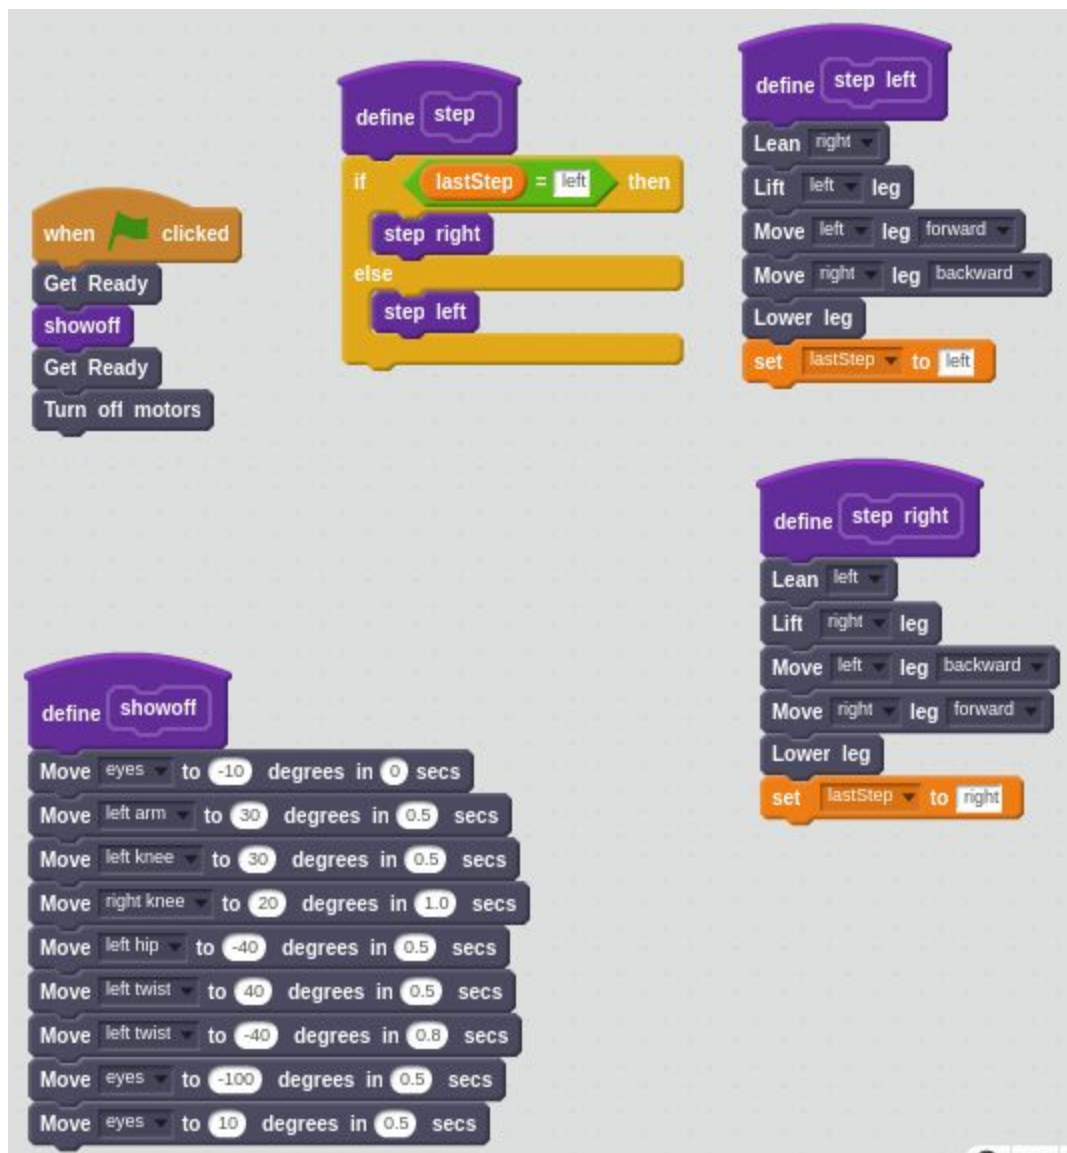 when clicked
Get Ready
showoff
Get Ready
Turn off motors
define step
if lastStep = left then
step right
else
step left
define step left
Lean right
Lift left leg
Move left leg forward
Move right leg backward
Lower leg
set lastStep to left
define step right
Lean left
Lift right leg
Move left leg backward
Move right leg forward
Lower leg
set lastStep to right
define showoff
Move eyes to -10 degrees in 0 secs
Move left arm to 30 degrees in 0.5 secs
Move left knee to 30 degrees in 0.5 secs
Move right knee to 20 degrees in 1.0 secs
Move left hip to -40 degrees in 0.5 secs
Move left twist to 40 degrees in 0.5 secs
Move left twist to -40 degrees in 0.8 secs
Move eyes to -100 degrees in 0.5 secs
Move eyes to 10 degrees in 0.5 secs